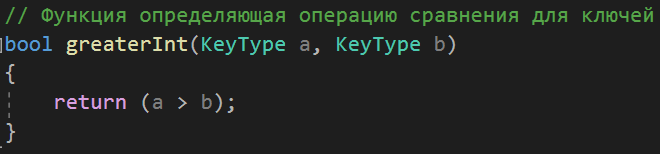 // Функция определяющая операцию сравнения для ключей
bool greaterInt(KeyType a, KeyType b)
{
    return (a > b);
}